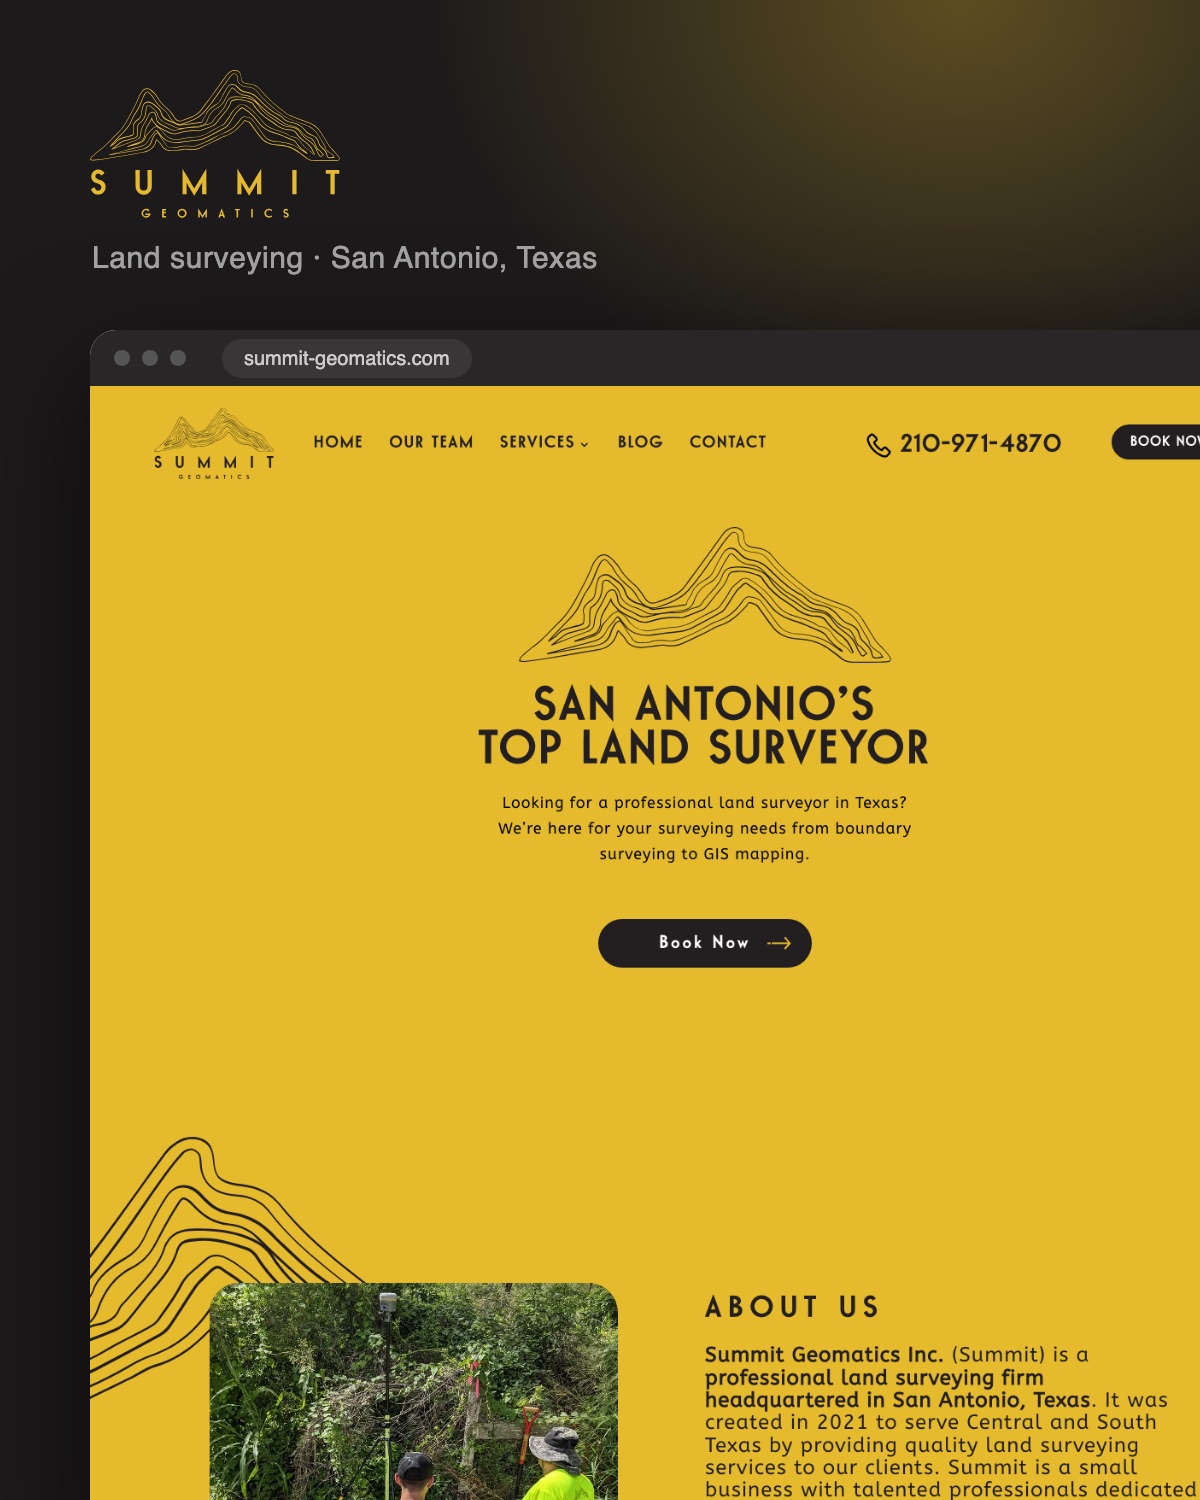 SUMMIT
GEOMATICS
Land surveying · San Antonio, Texas
summit-geomatics.com
SUMMIT
GEOMATICS
HOME OUR TEAM SERVICES BLOG CONTACT 210-971-4870 BOOK NOW
SAN ANTONIO’S
TOP LAND SURVEYOR
Looking for a professional land surveyor in Texas?
We’re here for your surveying needs from boundary
surveying to GIS mapping.
Book Now
ABOUT US
Summit Geomatics Inc. (Summit) is a
professional land surveying firm
headquartered in San Antonio, Texas. It was
created in 2021 to serve Central and South
Texas by providing quality land surveying
services to our clients. Summit is a small
business with talented professionals dedicated